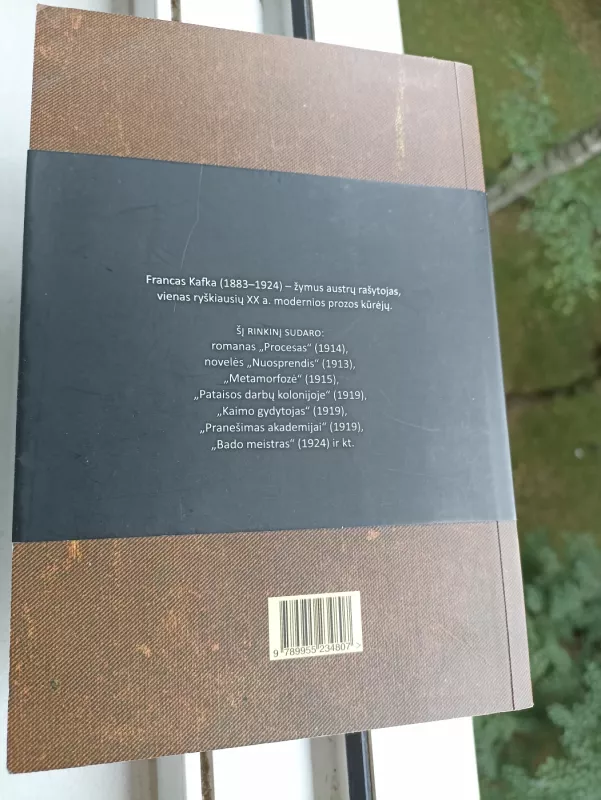 Francas Kafka (1883–1924) – žymus austrų rašytojas,
vienas ryškiausių XX a. modernios prozos kūrėjų.
ŠĮ RINKINĮ SUDARO:
romanas „Procesas“ (1914),
novelės „Nuosprendis“ (1913),
„Metamorfozė“ (1915),
„Pataisos darbų kolonijoje“ (1919),
„Kaimo gydytojas“ (1919),
„Pranešimas akademijai“ (1919),
„Bado meistras“ (1924) ir kt.
9 789955 234807 >